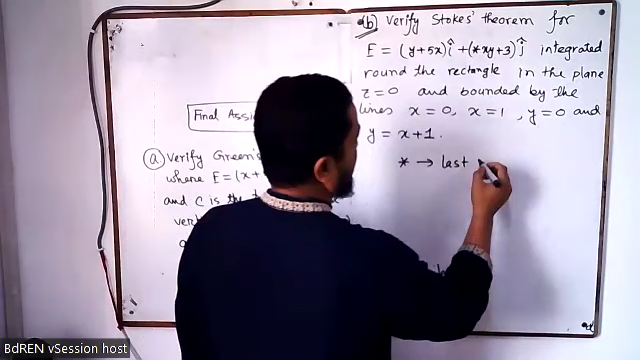 Final Assi
(a) Verify Green's
where E = (x+
and C is the t
vert
(b) Verify Stokes' theorem for
E = (y+5x)î + (*xy+3)ĵ integrated
round the rectangle in the plane
z=0 and bounded by the
lines x=0, x=1, y=0 and
y = x+1.
* → last
BdREN vSession host